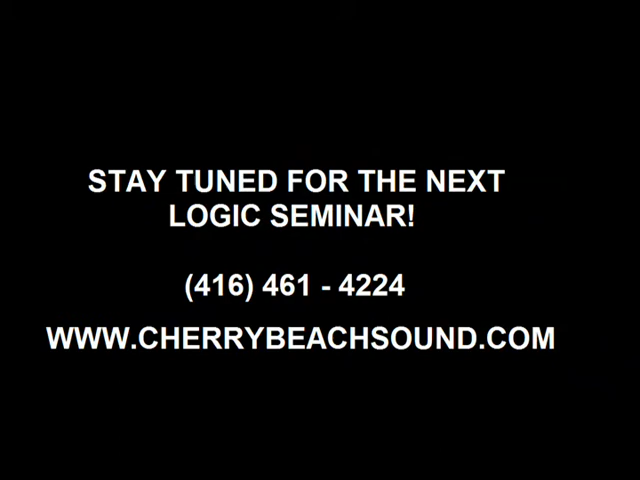 STAY TUNED FOR THE NEXT
LOGIC SEMINAR!
(416) 461 - 4224
WWW.CHERRYBEACHSOUND.COM